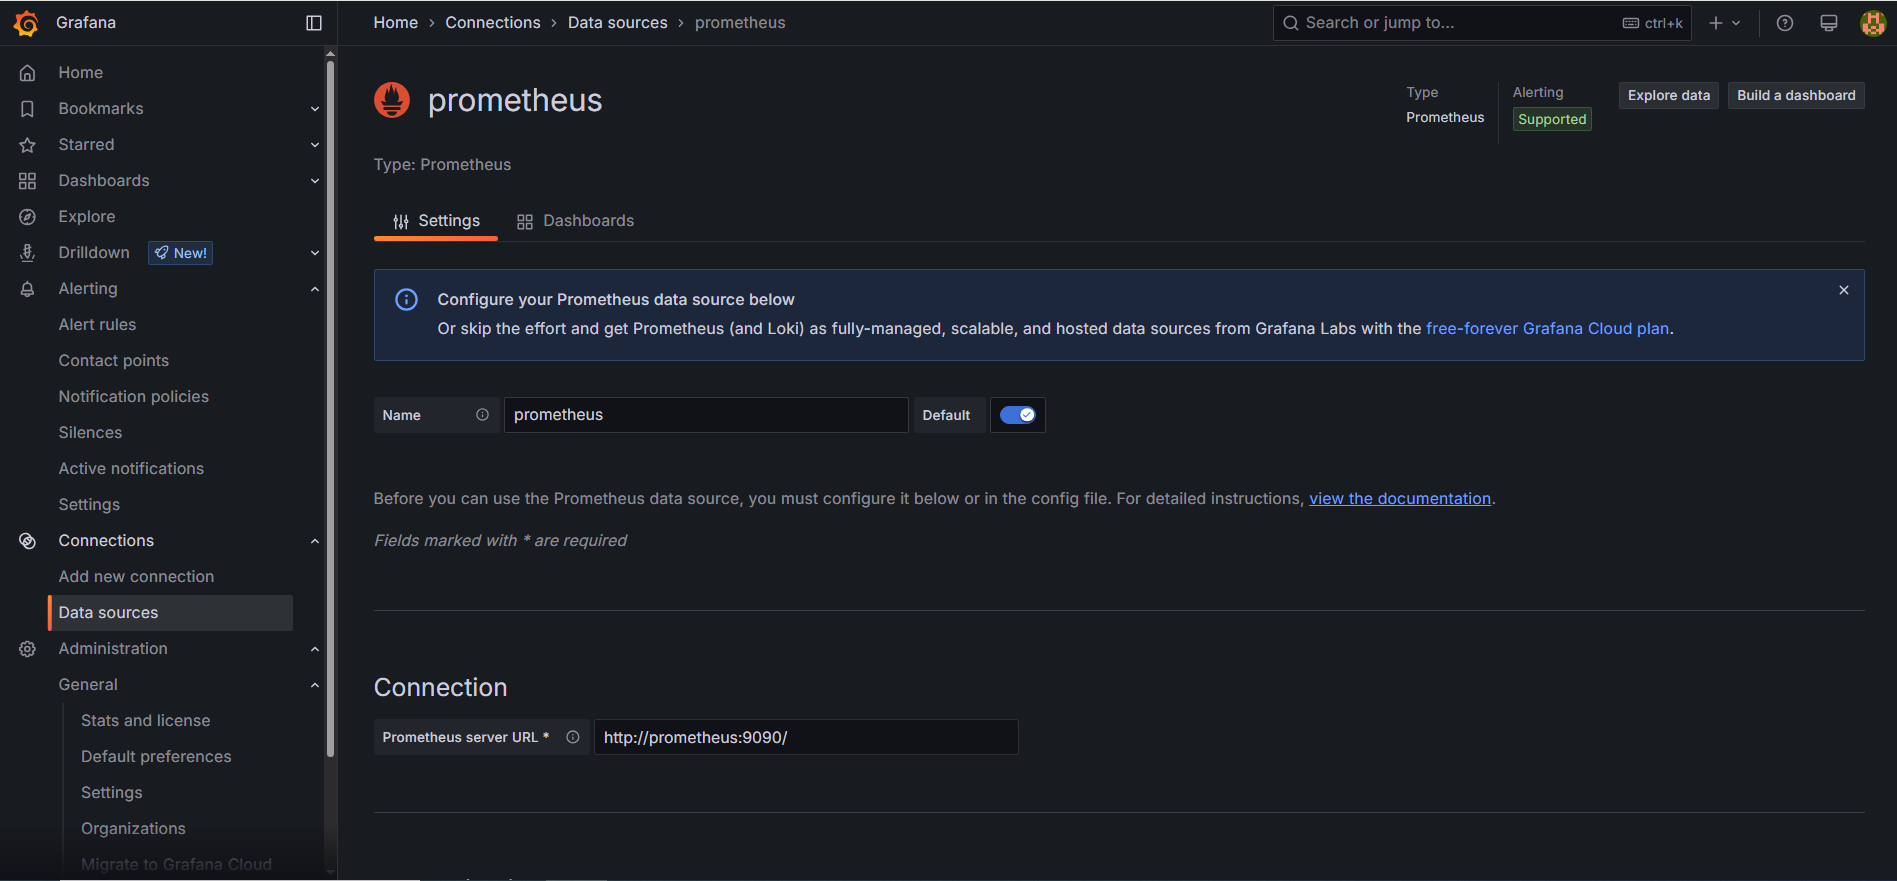 Grafana
Home
Bookmarks
Starred
Dashboards
Explore
Drilldown New!
Alerting
Alert rules
Contact points
Notification policies
Silences
Active notifications
Settings
Connections
Add new connection
Data sources
Administration
General
Stats and license
Default preferences
Settings
Organizations
Migrate to Grafana Cloud
Home › Connections › Data sources › prometheus
Search or jump to... ctrl+k
prometheus
Type
Prometheus
Alerting
Supported
Explore data
Build a dashboard
Type: Prometheus
Settings Dashboards
Configure your Prometheus data source below
Or skip the effort and get Prometheus (and Loki) as fully-managed, scalable, and hosted data sources from Grafana Labs with the free-forever Grafana Cloud plan.
Name prometheus Default
Before you can use the Prometheus data source, you must configure it below or in the config file. For detailed instructions, view the documentation.
Fields marked with * are required
Connection
Prometheus server URL * http://prometheus:9090/